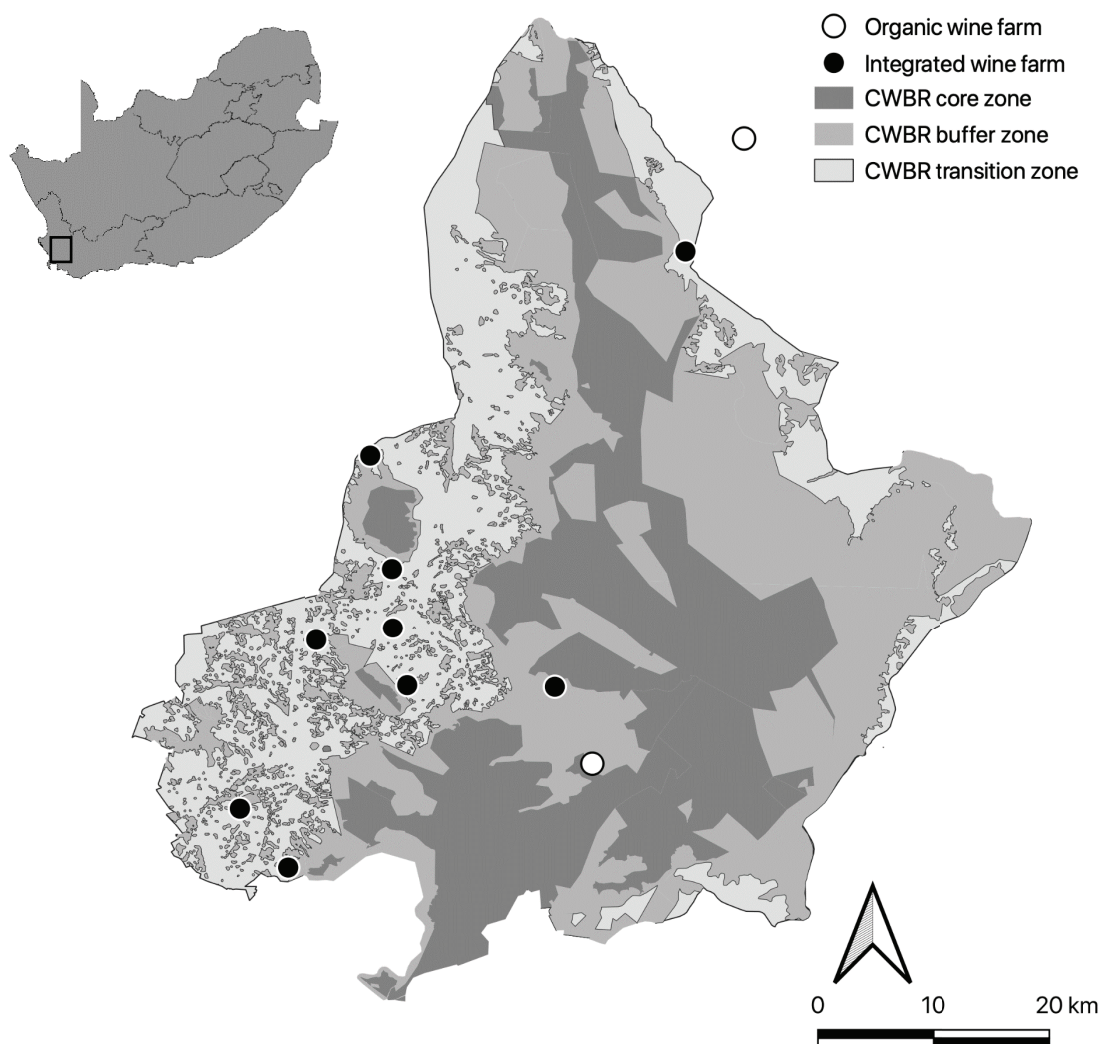 Organic wine farm
Integrated wine farm
CWBR core zone
CWBR buffer zone
CWBR transition zone
0 10 20 km